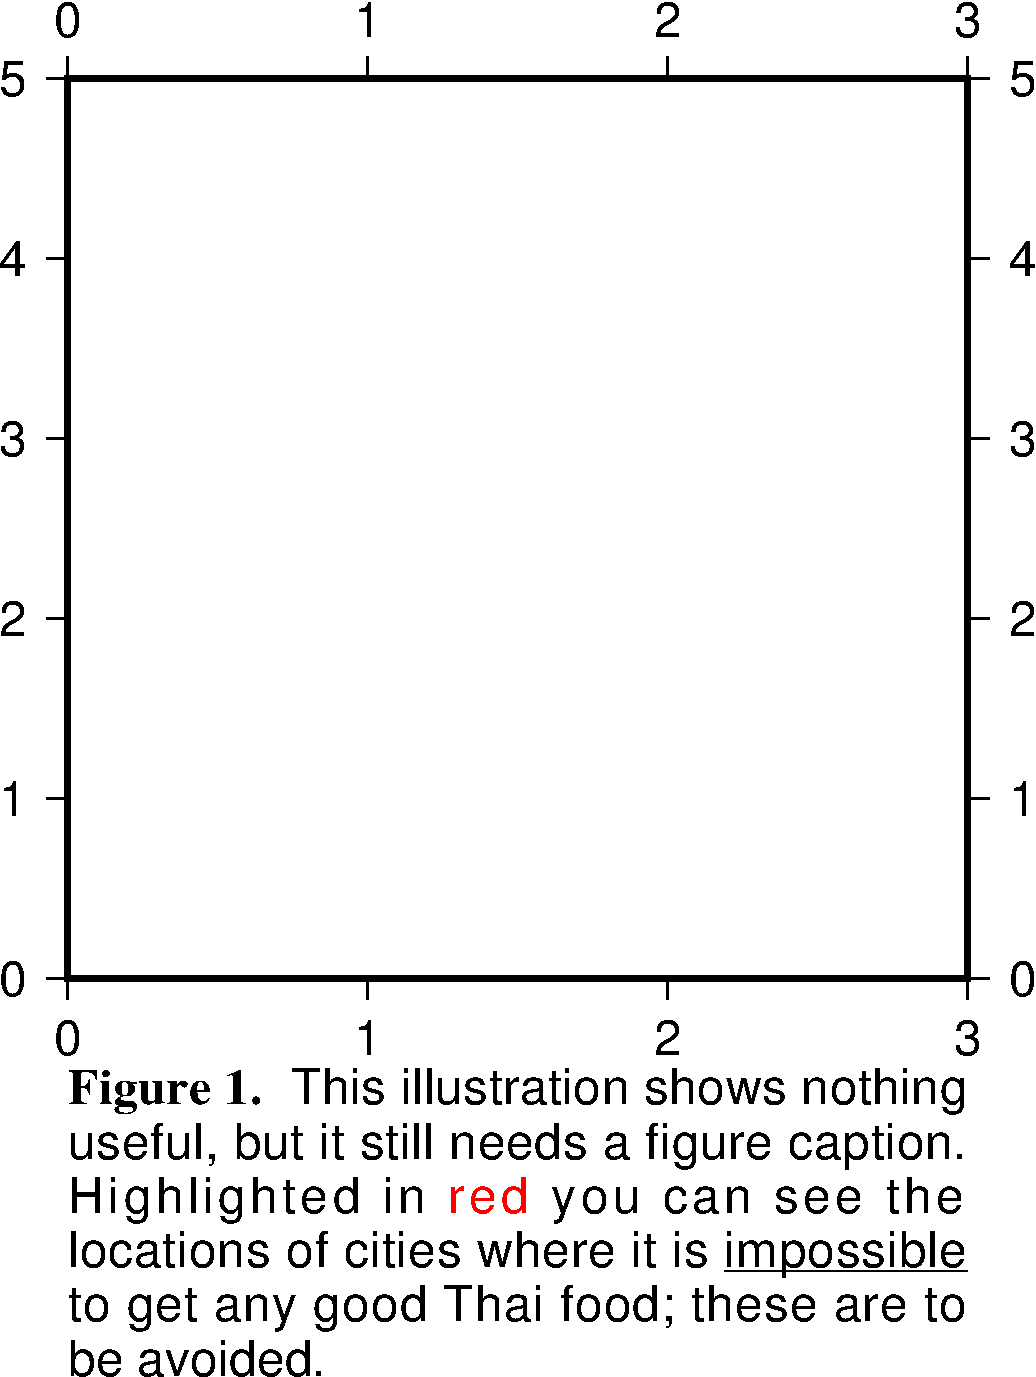 0 1 2 3
5 5
4 4
3 3
2 2
1 1
0 0
0 1 2 3
Figure 1. This illustration shows nothing
useful, but it still needs a figure caption.
Highlighted in red you can see the
locations of cities where it is impossible
to get any good Thai food; these are to
be avoided.